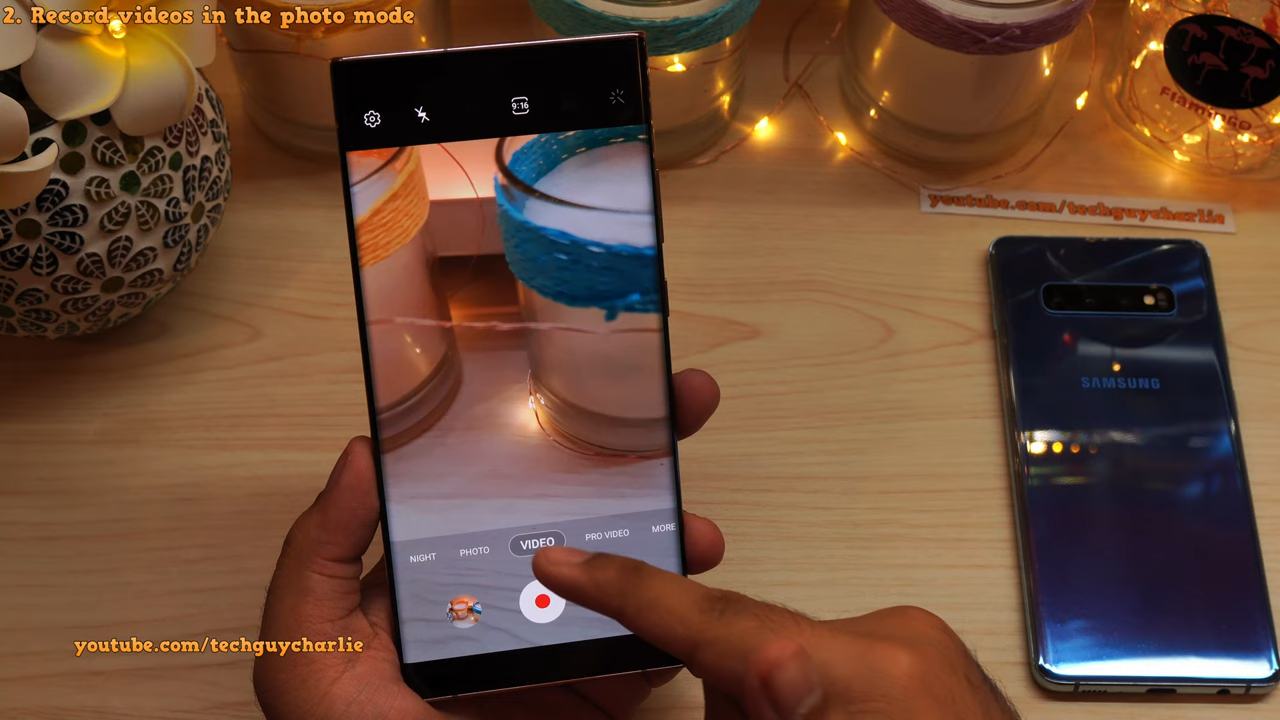 2. Record videos in the photo mode
Flamingo
youtube.com/techguycharlie
9:16
SAMSUNG
NIGHT PHOTO VIDEO PRO VIDEO MORE
youtube.com/techguycharlie